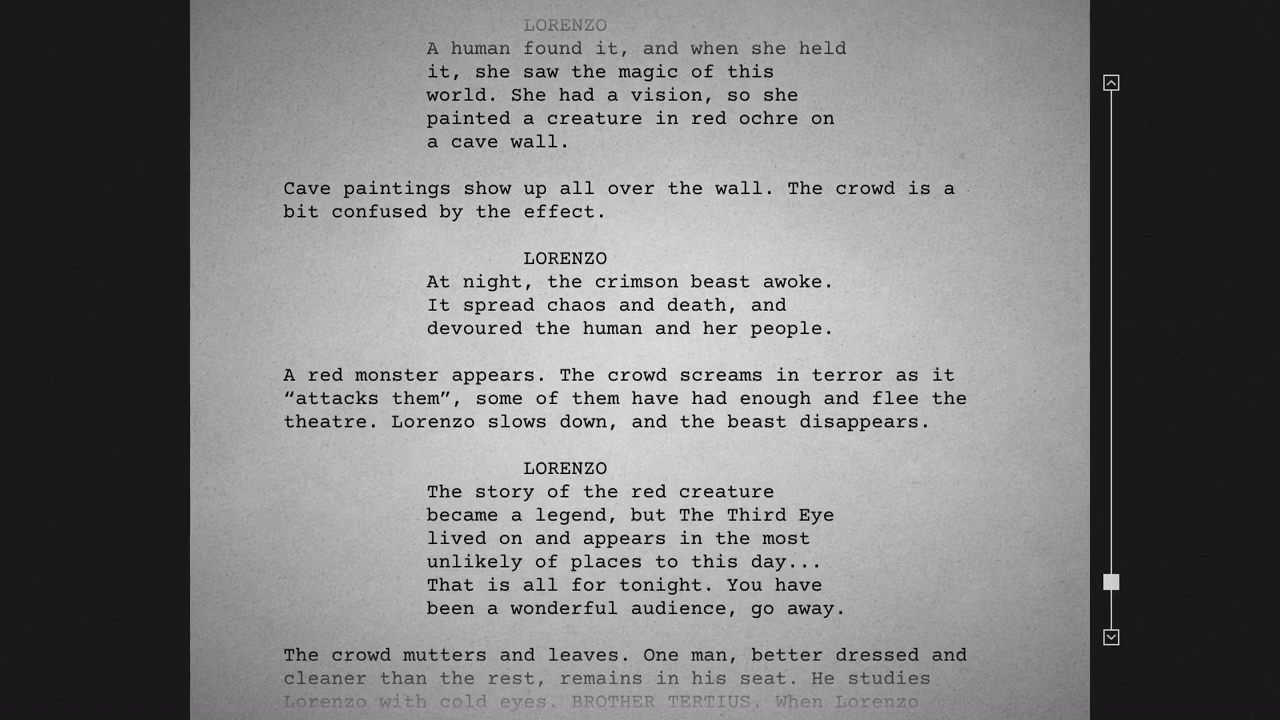 LORENZO
A human found it, and when she held
it, she saw the magic of this
world. She had a vision, so she
painted a creature in red ochre on
a cave wall.
Cave paintings show up all over the wall. The crowd is a
bit confused by the effect.
LORENZO
At night, the crimson beast awoke.
It spread chaos and death, and
devoured the human and her people.
A red monster appears. The crowd screams in terror as it
“attacks them”, some of them have had enough and flee the
theatre. Lorenzo slows down, and the beast disappears.
LORENZO
The story of the red creature
became a legend, but The Third Eye
lived on and appears in the most
unlikely of places to this day...
That is all for tonight. You have
been a wonderful audience, go away.
The crowd mutters and leaves. One man, better dressed and
cleaner than the rest, remains in his seat. He studies
Lorenzo with cold eyes. BROTHER TERTIUS. When Lorenzo